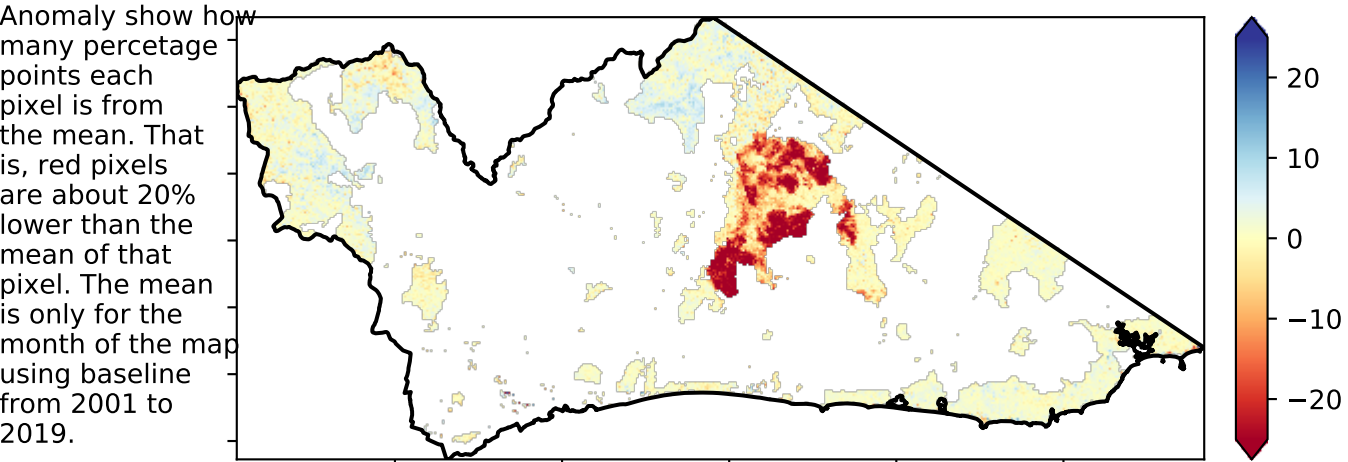 Anomaly show how
many percetage
points each
pixel is from
the mean. That
is, red pixels
are about 20%
lower than the
mean of that
pixel. The mean
is only for the
month of the map
using baseline
from 2001 to
2019.
20
10
0
−10
−20